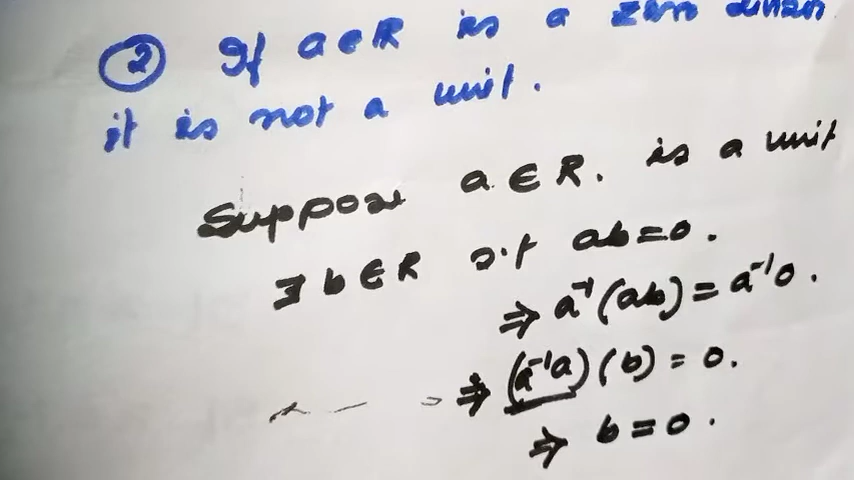 ② If a∈R is a zero
it is not a unit.
Suppose a ∈ R. is a unit
∃ b ∈ R s.t ab=0.
⇒ a⁻¹(ab) = a⁻¹0.
⇒ (a⁻¹a)(b) = 0.
⇒ b=0.